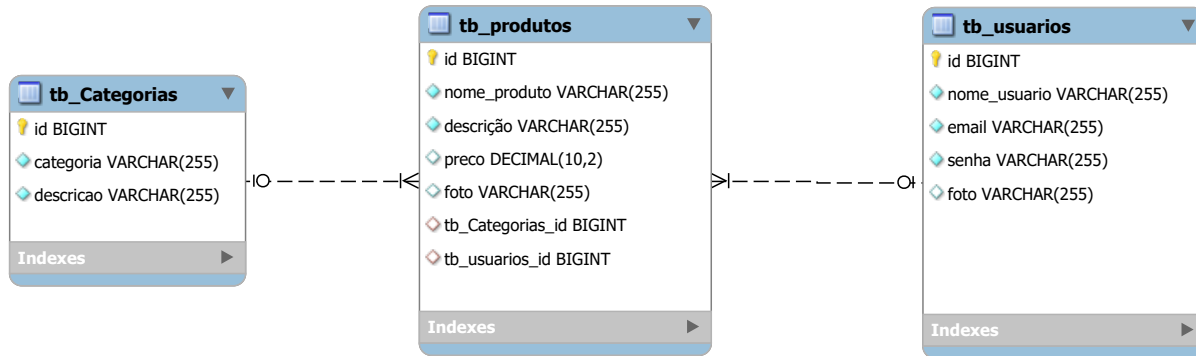 tb_Categorias
id BIGINT
categoria VARCHAR(255)
descricao VARCHAR(255)
Indexes
tb_produtos
id BIGINT
nome_produto VARCHAR(255)
descrição VARCHAR(255)
preco DECIMAL(10,2)
foto VARCHAR(255)
tb_Categorias_id BIGINT
tb_usuarios_id BIGINT
Indexes
tb_usuarios
id BIGINT
nome_usuario VARCHAR(255)
email VARCHAR(255)
senha VARCHAR(255)
foto VARCHAR(255)
Indexes